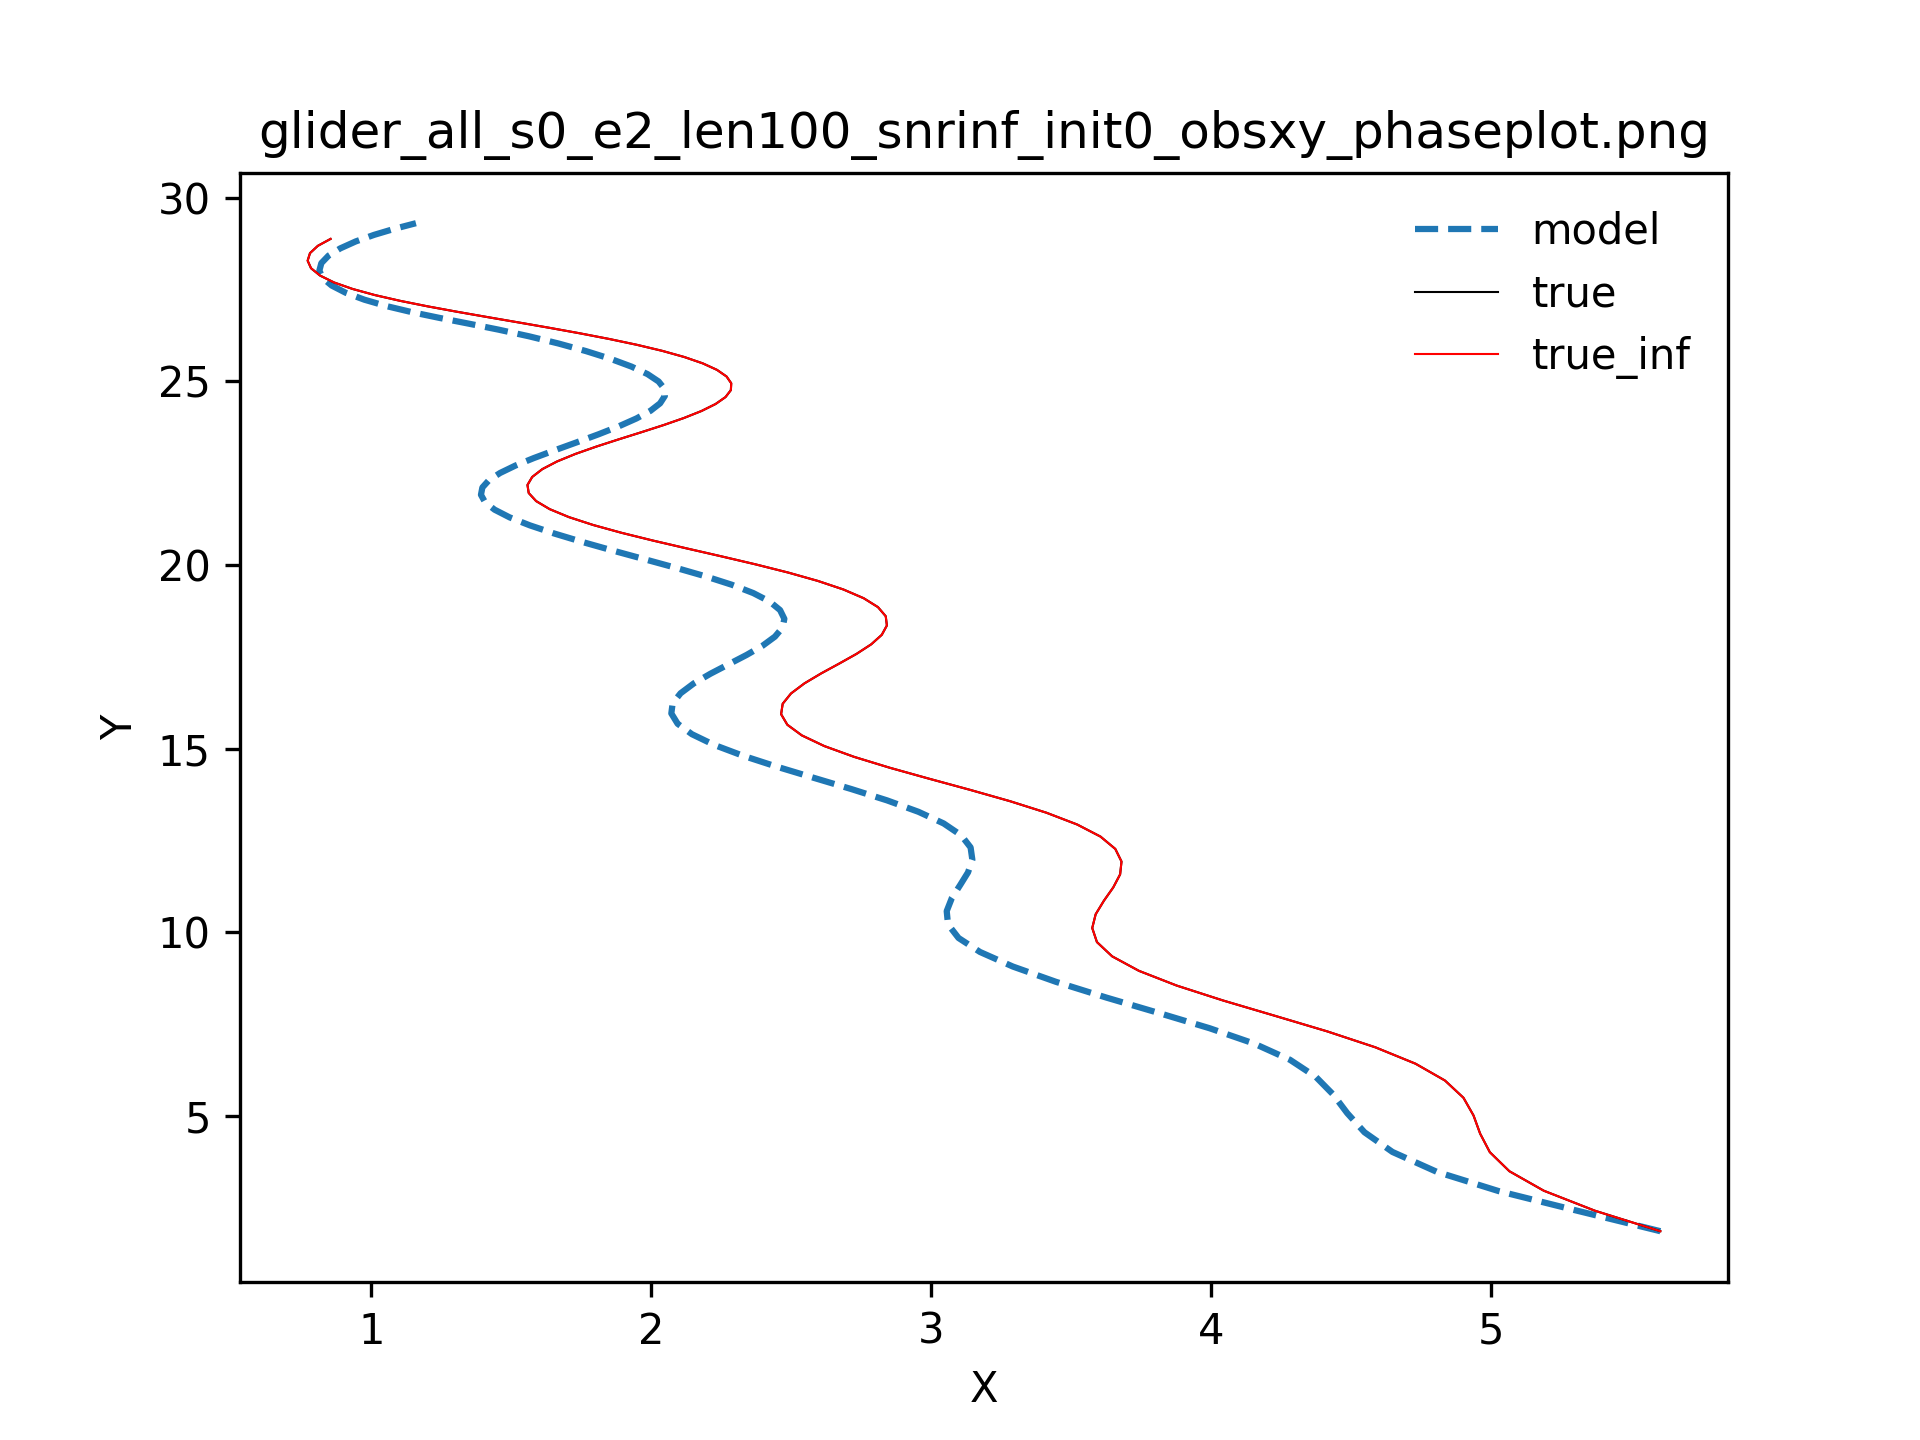 glider_all_s0_e2_len100_snrinf_init0_obsxy_phaseplot.png
model
true
true_inf
30
25
20
15
10
5
Y
1 2 3 4 5
X